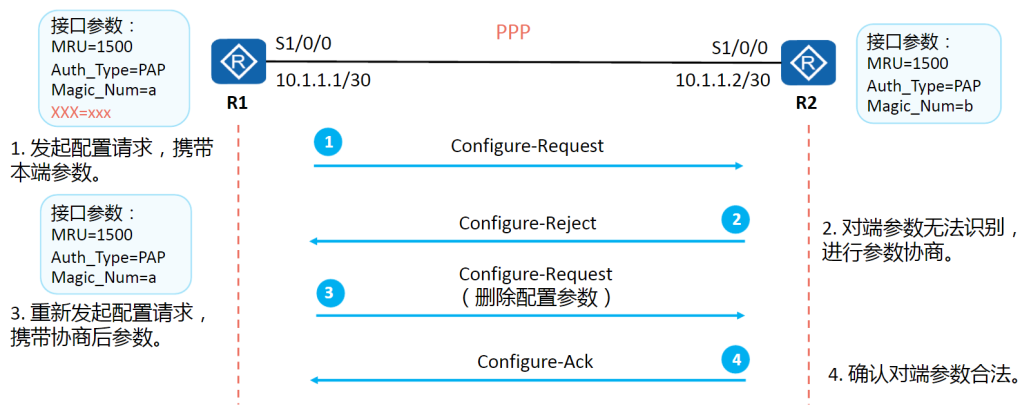 接口参数：
MRU=1500
Auth_Type=PAP
Magic_Num=a
XXX=xxx
R
R1
S1/0/0
10.1.1.1/30
PPP
S1/0/0
10.1.1.2/30
R
R2
接口参数：
MRU=1500
Auth_Type=PAP
Magic_Num=b
1. 发起配置请求，携带
本端参数。
1
Configure-Request
Configure-Reject
2
2. 对端参数无法识别，
进行参数协商。
接口参数：
MRU=1500
Auth_Type=PAP
Magic_Num=a
3. 重新发起配置请求，
携带协商后参数。
3
Configure-Request
（删除配置参数）
Configure-Ack
4
4. 确认对端参数合法。